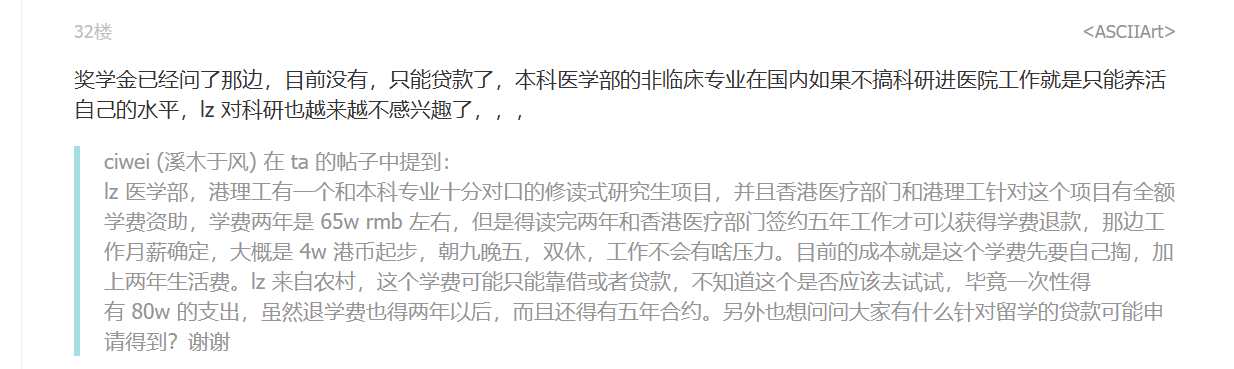 32楼
<ASCIIArt>
奖学金已经问了那边，目前没有，只能贷款了，本科医学部的非临床专业在国内如果不搞科研进医院工作就是只能养活
自己的水平，lz 对科研也越来越不感兴趣了，，，
ciwei (溪木于风) 在 ta 的帖子中提到：
lz 医学部，港理工有一个和本科专业十分对口的修读式研究生项目，并且香港医疗部门和港理工针对这个项目有全额
学费资助，学费两年是 65w rmb 左右，但是得读完两年和香港医疗部门签约五年工作才可以获得学费退款，那边工
作月薪确定，大概是 4w 港币起步，朝九晚五，双休，工作不会有啥压力。目前的成本就是这个学费先要自己掏，加
上两年生活费。lz 来自农村，这个学费可能只能靠借或者贷款，不知道这个是否应该去试试，毕竟一次性得
有 80w 的支出，虽然退学费也得两年以后，而且还得有五年合约。另外也想问问大家有什么针对留学的贷款可能申
请得到？谢谢